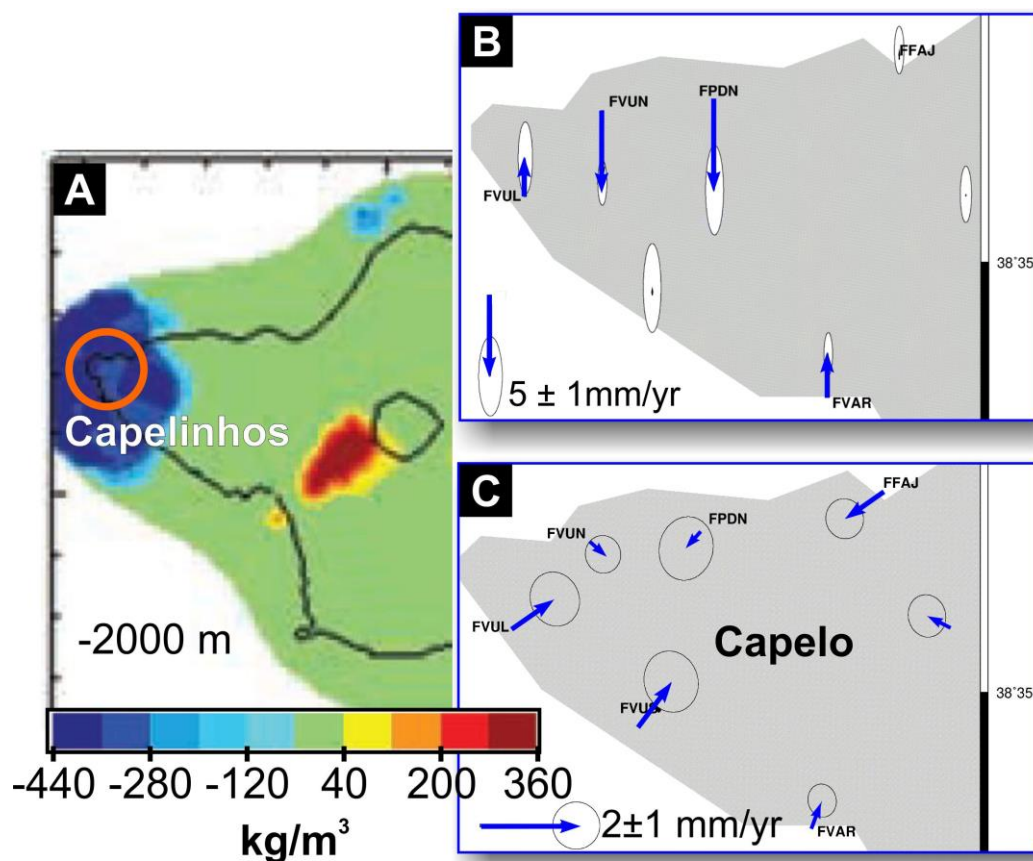 A
Capelinhos
-2000 m
-440 -280 -120 40 200 360
kg/m³
B
FFAJ
FVUN
FPDN
FVUL
38°35
5 ± 1mm/yr
FVAR
C
FFAJ
FPDN
FVUN
FVUL
Capelo
38°35
FVUS
2±1 mm/yr
FVAR